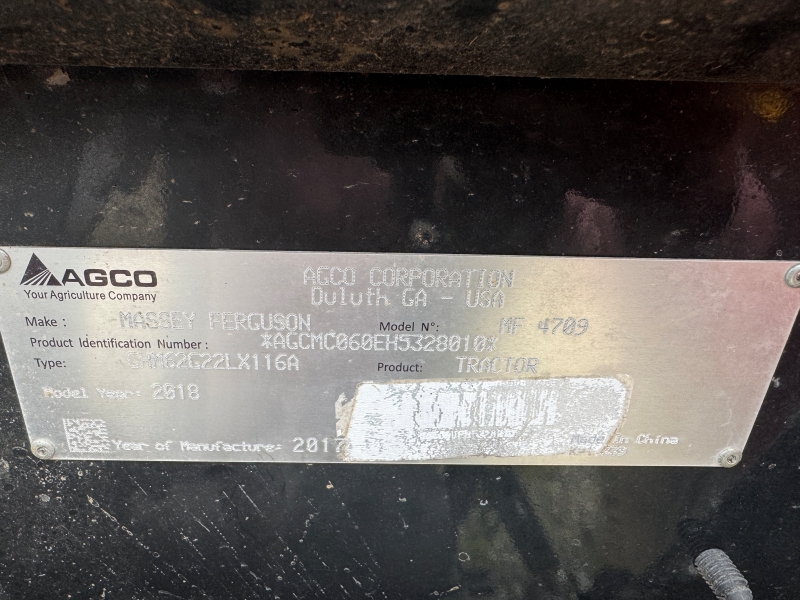 AGCO
Your Agriculture Company
AGCO CORPORATION
Duluth GA - USA
Make : MASSEY FERGUSON Model N°: MF 4709
Product Identification Number : *AGCMC060EH5328010*
Type: Product: TRACTOR
Model Year: 2018
Year of Manufacture: 2017 Made in China